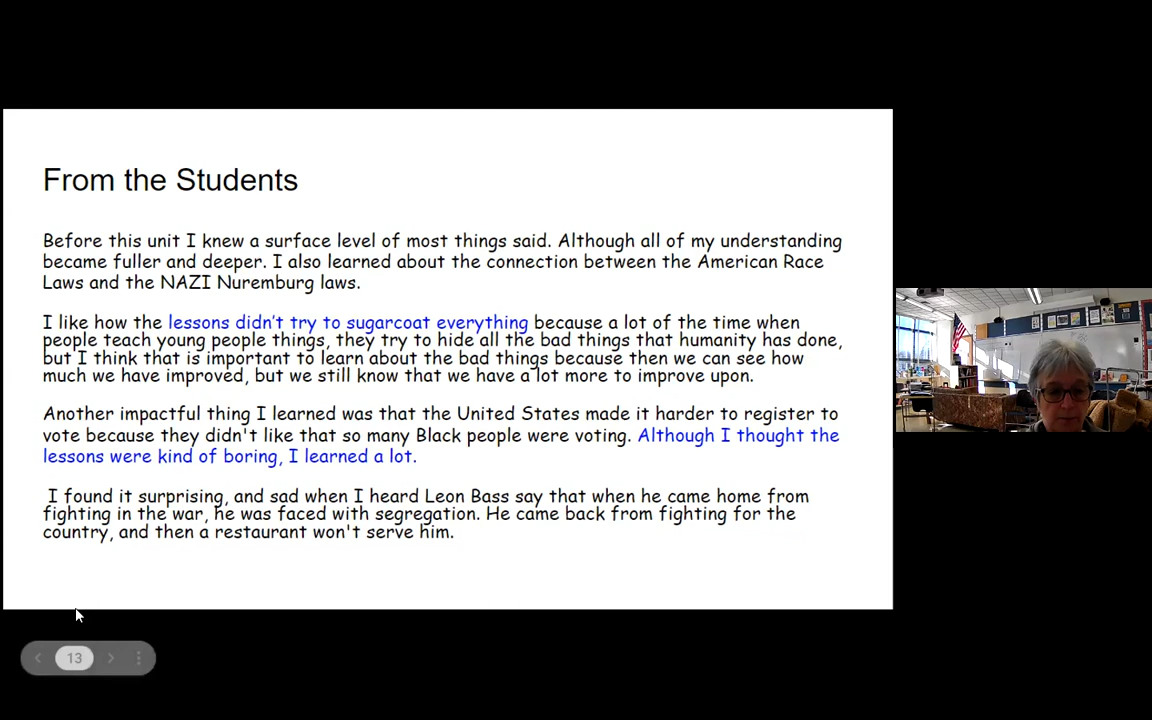 From the Students
Before this unit I knew a surface level of most things said. Although all of my understanding
became fuller and deeper. I also learned about the connection between the American Race
Laws and the NAZI Nuremburg laws.
I like how the lessons didn't try to sugarcoat everything because a lot of the time when
people teach young people things, they try to hide all the bad things that humanity has done,
but I think that is important to learn about the bad things because then we can see how
much we have improved, but we still know that we have a lot more to improve upon.
Another impactful thing I learned was that the United States made it harder to register to
vote because they didn't like that so many Black people were voting. Although I thought the
lessons were kind of boring, I learned a lot.
I found it surprising, and sad when I heard Leon Bass say that when he came home from
fighting in the war, he was faced with segregation. He came back from fighting for the
country, and then a restaurant won't serve him.
13